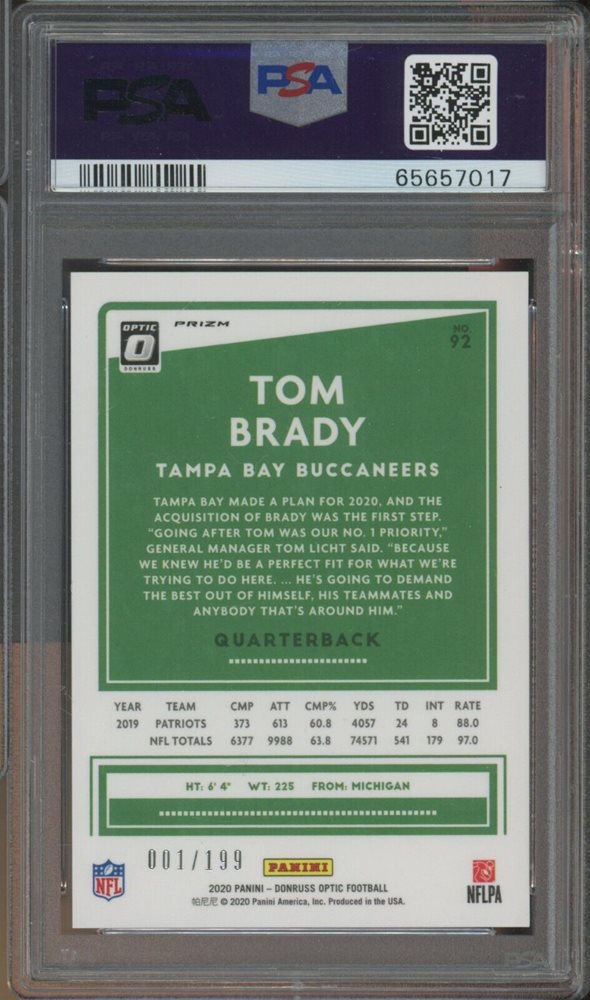 PSA PSA
65657017
OPTIC
DONRUSS
PRIZM
NO.
92
TOM
BRADY
TAMPA BAY BUCCANEERS
TAMPA BAY MADE A PLAN FOR 2020, AND THE
ACQUISITION OF BRADY WAS THE FIRST STEP.
“GOING AFTER TOM WAS OUR NO. 1 PRIORITY,”
GENERAL MANAGER TOM LICHT SAID. “BECAUSE
WE KNEW HE'D BE A PERFECT FIT FOR WHAT WE'RE
TRYING TO DO HERE. ... HE'S GOING TO DEMAND
THE BEST OUT OF HIMSELF, HIS TEAMMATES AND
ANYBODY THAT'S AROUND HIM.”
QUARTERBACK
YEAR TEAM CMP ATT CMP% YDS TD INT RATE
2019 PATRIOTS 373 613 60.8 4057 24 8 88.0
NFL TOTALS 6377 9988 63.8 74571 541 179 97.0
HT: 6' 4" WT: 225 FROM: MICHIGAN
001/199 PANINI
NFL
2020 PANINI – DONRUSS OPTIC FOOTBALL
帕尼尼 © 2020 Panini America, Inc. Produced in the USA.
NFLPA
PSA